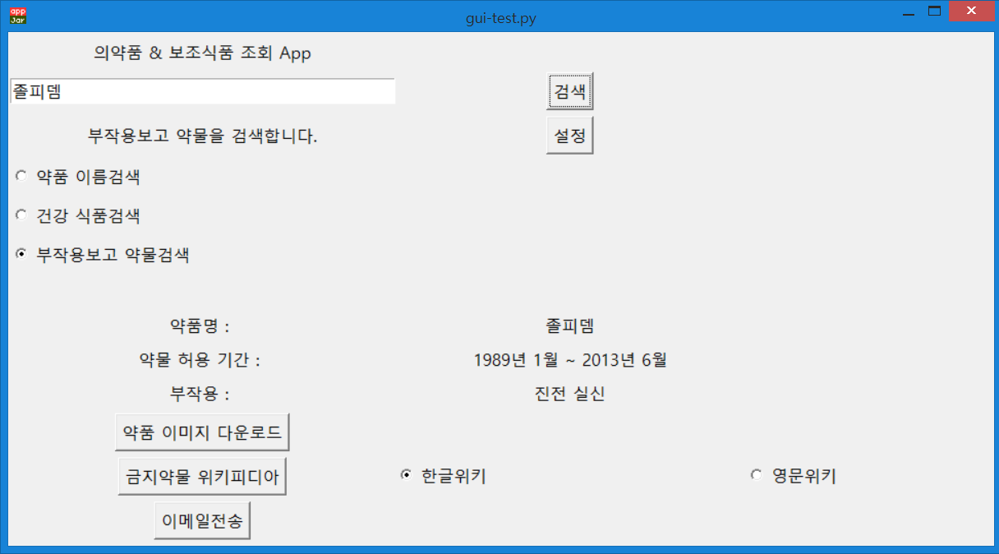 app
Jar
gui-test.py
의약품 & 보조식품 조회 App
졸피뎀
검색
부작용보고 약물을 검색합니다.
설정
약품 이름검색
건강 식품검색
부작용보고 약물검색
약품명 : 졸피뎀
약물 허용 기간 : 1989년 1월 ~ 2013년 6월
부작용 : 진전 실신
약품 이미지 다운로드
금지약물 위키피디아 한글위키 영문위키
이메일전송